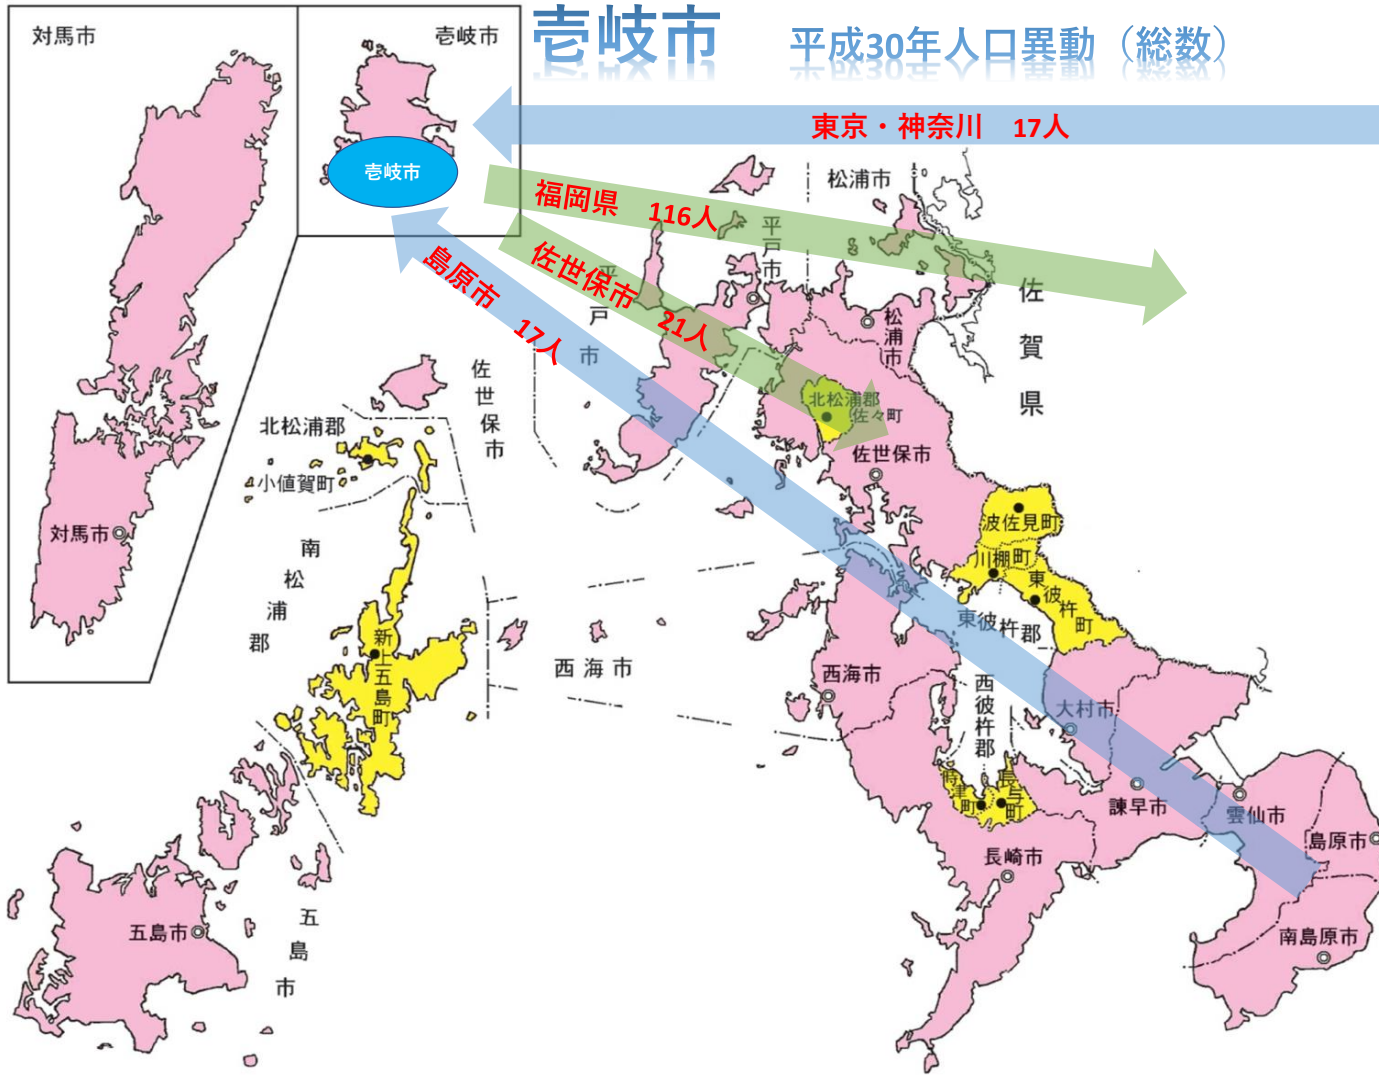 対馬市
壱岐市
壱岐市
平成30年人口異動（総数）
東京・神奈川　17人
壱岐市
福岡県　116人
佐世保市　21人
島原市　17人
松浦市
平戸市
平戸市
松浦市
佐賀県
佐世保市
北松浦郡
小値賀町
北松浦郡
佐々町
佐世保市
対馬市
南松浦郡
波佐見町
川棚町
東彼杵町
東彼杵郡
新上五島町
西海市
西海市
西彼杵郡
大村市
時津町
長与町
諫早市
雲仙市
島原市
長崎市
五島市
五島市
南島原市